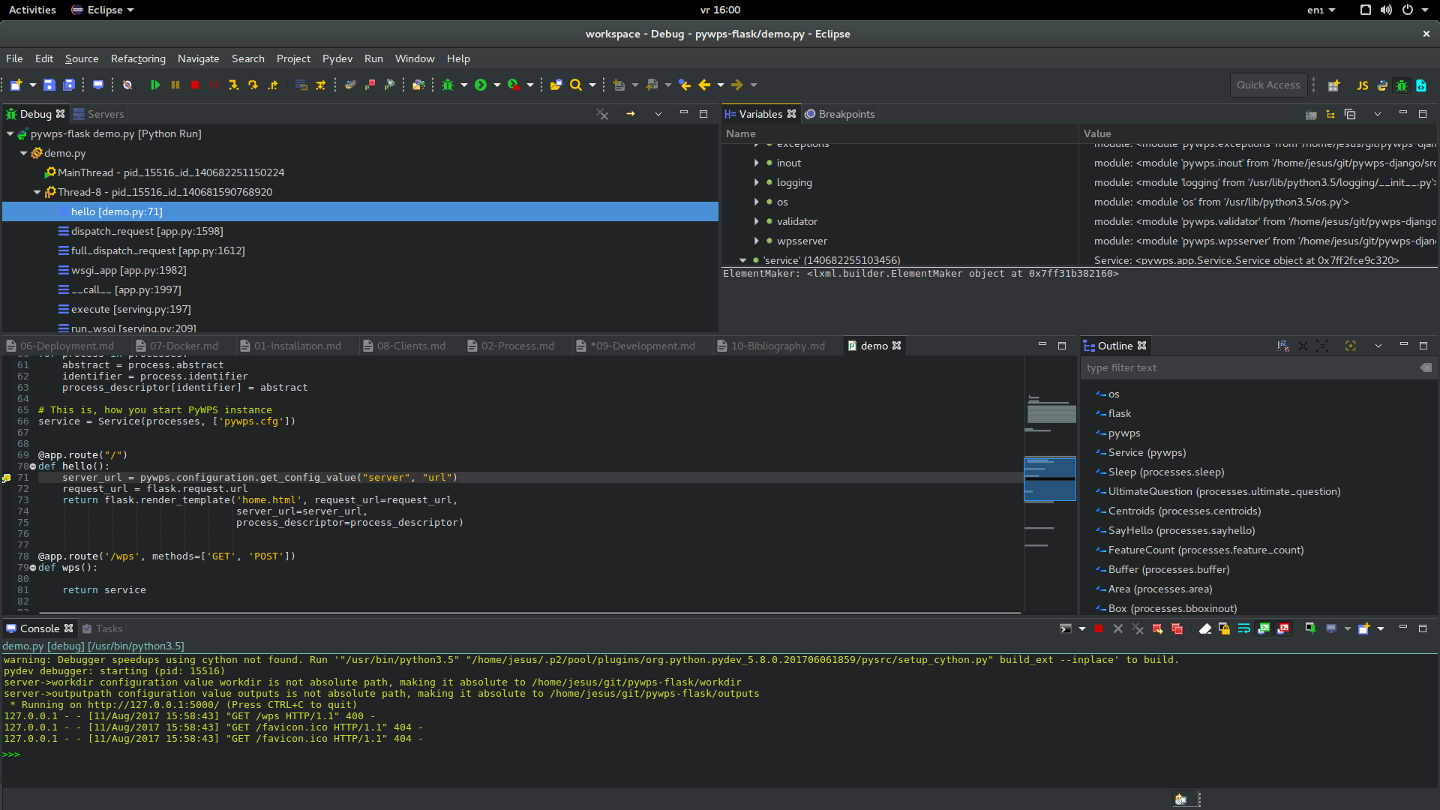 Activities Eclipse vr 16:00 en1
workspace - Debug - pywps-flask/demo.py - Eclipse
File Edit Source Refactoring Navigate Search Project Pydev Run Window Help
Quick Access JS
Debug Servers
pywps-flask demo.py [Python Run]
demo.py
MainThread - pid_15516_id_140682251150224
Thread-8 - pid_15516_id_140681590768920
hello [demo.py:71]
dispatch_request [app.py:1598]
full_dispatch_request [app.py:1612]
wsgi_app [app.py:1982]
__call__ [app.py:1997]
execute [serving.py:197]
run_wsgi [serving.py:209]
Variables Breakpoints
Name Value
exceptions module: <module 'pywps.exceptions' from '/home/jesus/git/pywps-djan
inout module: <module 'pywps.inout' from '/home/jesus/git/pywps-django/src
logging module: <module 'logging' from '/usr/lib/python3.5/logging/__init__.py'>
os module: <module 'os' from '/usr/lib/python3.5/os.py'>
validator module: <module 'pywps.validator' from '/home/jesus/git/pywps-django
wpsserver module: <module 'pywps.wpsserver' from '/home/jesus/git/pywps-djang
'service' (140682255103456) Service: <pywps.app.Service.Service object at 0x7ff2fce9c320>
ElementMaker: <lxml.builder.ElementMaker object at 0x7ff31b382160>
06-Deployment.md 07-Docker.md 01-Installation.md 08-Clients.md 02-Process.md *09-Development.md 10-Bibliography.md demo
60 for process in processes:
61 abstract = process.abstract
62 identifier = process.identifier
63 process_descriptor[identifier] = abstract
64
65 # This is, how you start PyWPS instance
66 service = Service(processes, ['pywps.cfg'])
67
68
69 @app.route("/")
70 def hello():
71 server_url = pywps.configuration.get_config_value("server", "url")
72 request_url = flask.request.url
73 return flask.render_template('home.html', request_url=request_url,
74 server_url=server_url,
75 process_descriptor=process_descriptor)
76
77
78 @app.route('/wps', methods=['GET', 'POST'])
79 def wps():
80
81 return service
82
Outline
type filter text
os
flask
pywps
Service (pywps)
Sleep (processes.sleep)
UltimateQuestion (processes.ultimate_question)
Centroids (processes.centroids)
SayHello (processes.sayhello)
FeatureCount (processes.feature_count)
Buffer (processes.buffer)
Area (processes.area)
Box (processes.bboxinout)
Console Tasks
demo.py [debug] [/usr/bin/python3.5]
warning: Debugger speedups using cython not found. Run '"/usr/bin/python3.5" "/home/jesus/.p2/pool/plugins/org.python.pydev_5.8.0.201706061859/pysrc/setup_cython.py" build_ext --inplace' to build.
pydev debugger: starting (pid: 15516)
server->workdir configuration value workdir is not absolute path, making it absolute to /home/jesus/git/pywps-flask/workdir
server->outputpath configuration value outputs is not absolute path, making it absolute to /home/jesus/git/pywps-flask/outputs
* Running on http://127.0.0.1:5000/ (Press CTRL+C to quit)
127.0.0.1 - - [11/Aug/2017 15:58:43] "GET /wps HTTP/1.1" 400 -
127.0.0.1 - - [11/Aug/2017 15:58:43] "GET /favicon.ico HTTP/1.1" 404 -
127.0.0.1 - - [11/Aug/2017 15:58:43] "GET /favicon.ico HTTP/1.1" 404 -
>>>